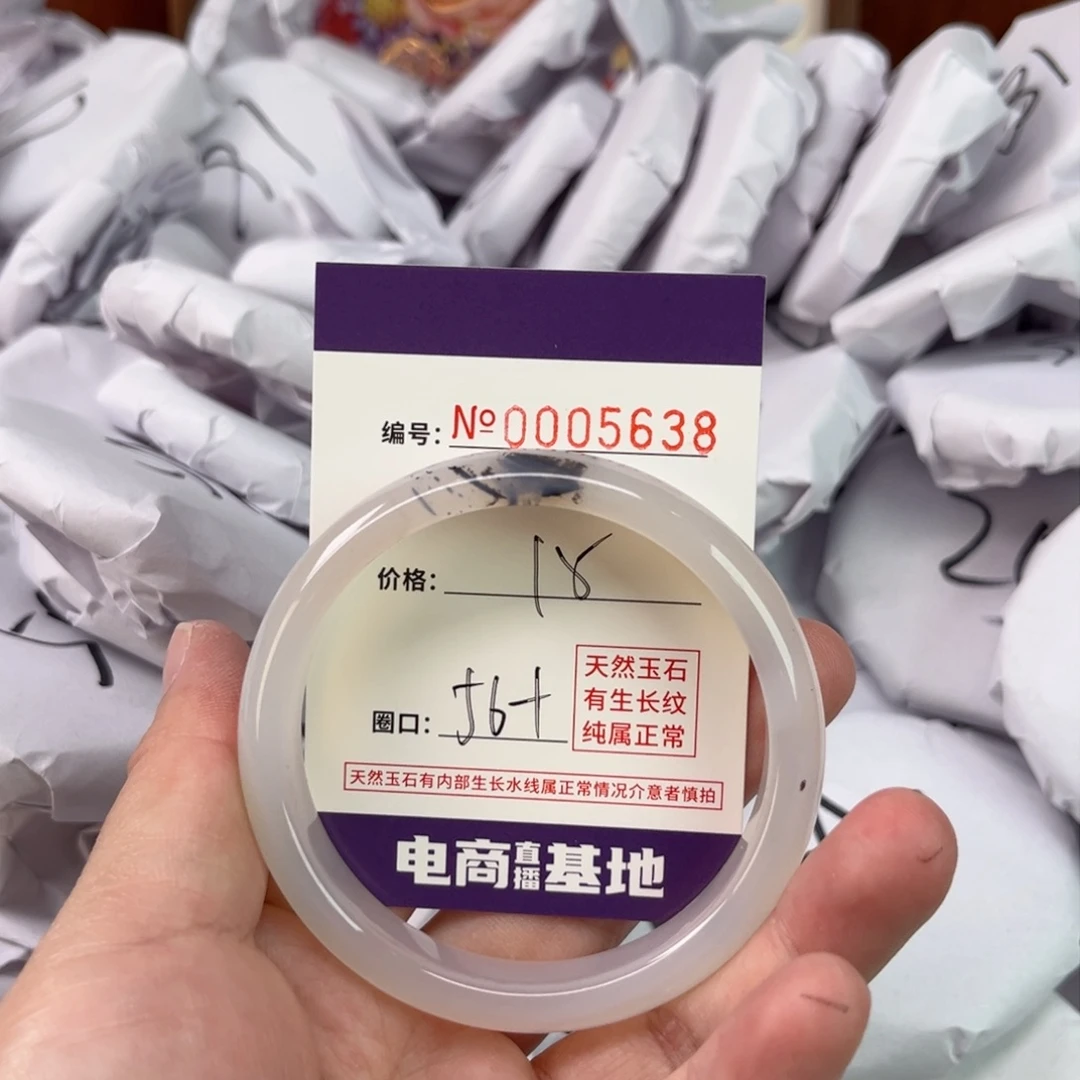 编号: №0005638
价格: 18
圈口: 56+
天然玉石
有生长纹
纯属正常
天然玉石有内部生长水线属正常情况介意者慎拍
电商直播基地